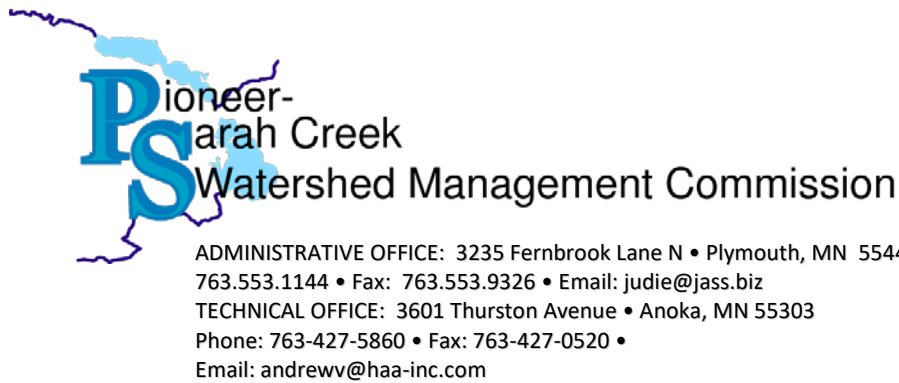 Pioneer-
Sarah Creek
Watershed Management Commission
ADMINISTRATIVE OFFICE: 3235 Fernbrook Lane N • Plymouth, MN 5544
763.553.1144 • Fax: 763.553.9326 • Email: judie@jass.biz
TECHNICAL OFFICE: 3601 Thurston Avenue • Anoka, MN 55303
Phone: 763-427-5860 • Fax: 763-427-0520 •
Email: andrewv@haa-inc.com